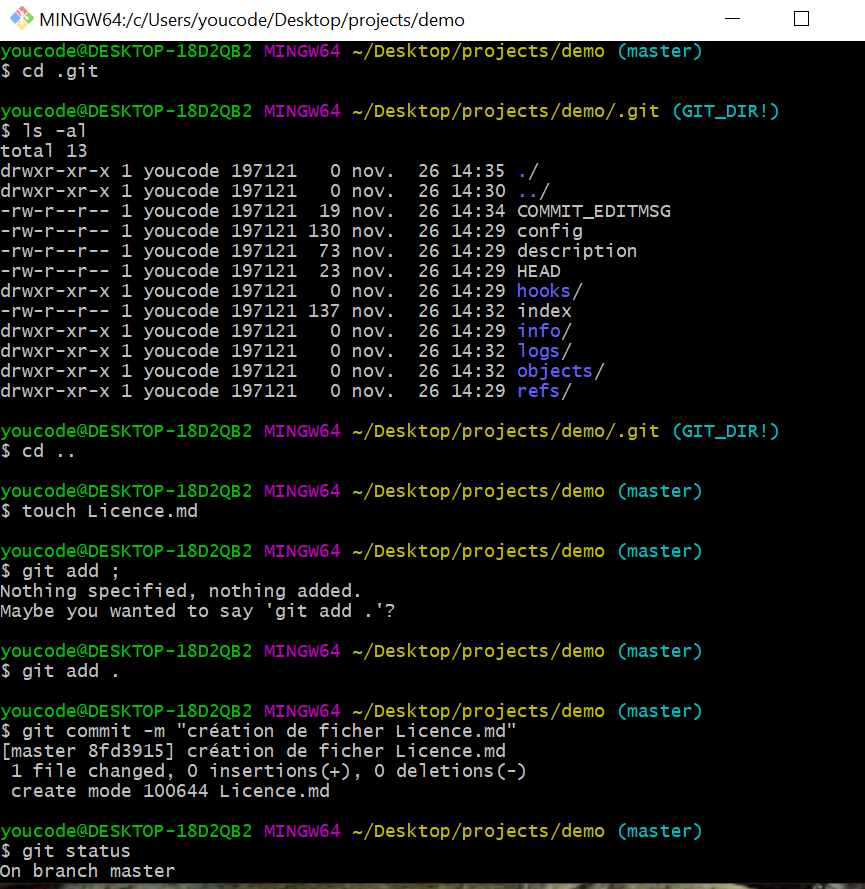 MINGW64:/c/Users/youcode/Desktop/projects/demo
youcode@DESKTOP-18D2QB2 MINGW64 ~/Desktop/projects/demo (master)
$ cd .git
youcode@DESKTOP-18D2QB2 MINGW64 ~/Desktop/projects/demo/.git (GIT_DIR!)
$ ls -al
total 13
drwxr-xr-x 1 youcode 197121   0 nov.  26 14:35 ./
drwxr-xr-x 1 youcode 197121   0 nov.  26 14:30 ../
-rw-r--r-- 1 youcode 197121  19 nov.  26 14:34 COMMIT_EDITMSG
-rw-r--r-- 1 youcode 197121 130 nov.  26 14:29 config
-rw-r--r-- 1 youcode 197121  73 nov.  26 14:29 description
-rw-r--r-- 1 youcode 197121  23 nov.  26 14:29 HEAD
drwxr-xr-x 1 youcode 197121   0 nov.  26 14:29 hooks/
-rw-r--r-- 1 youcode 197121 137 nov.  26 14:32 index
drwxr-xr-x 1 youcode 197121   0 nov.  26 14:29 info/
drwxr-xr-x 1 youcode 197121   0 nov.  26 14:32 logs/
drwxr-xr-x 1 youcode 197121   0 nov.  26 14:32 objects/
drwxr-xr-x 1 youcode 197121   0 nov.  26 14:29 refs/
youcode@DESKTOP-18D2QB2 MINGW64 ~/Desktop/projects/demo/.git (GIT_DIR!)
$ cd ..
youcode@DESKTOP-18D2QB2 MINGW64 ~/Desktop/projects/demo (master)
$ touch Licence.md
youcode@DESKTOP-18D2QB2 MINGW64 ~/Desktop/projects/demo (master)
$ git add ;
Nothing specified, nothing added.
Maybe you wanted to say 'git add .'?
youcode@DESKTOP-18D2QB2 MINGW64 ~/Desktop/projects/demo (master)
$ git add .
youcode@DESKTOP-18D2QB2 MINGW64 ~/Desktop/projects/demo (master)
$ git commit -m "création de ficher Licence.md"
[master 8fd3915] création de ficher Licence.md
 1 file changed, 0 insertions(+), 0 deletions(-)
 create mode 100644 Licence.md
youcode@DESKTOP-18D2QB2 MINGW64 ~/Desktop/projects/demo (master)
$ git status
On branch master